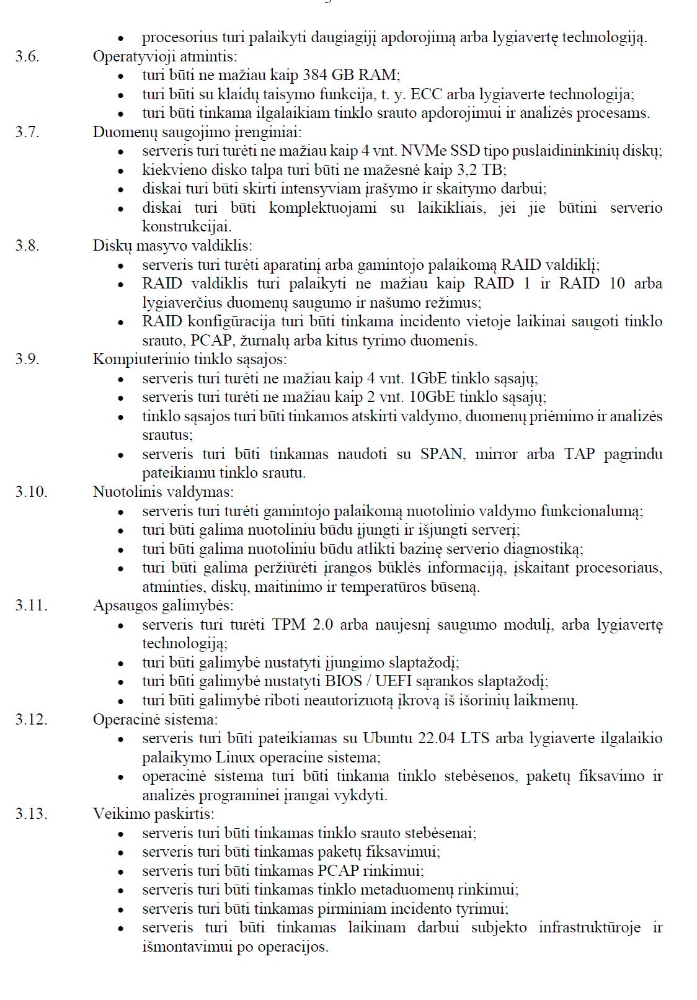 • procesorius turi palaikyti daugiagijį apdorojimą arba lygiavertę technologiją.
3.6. Operatyvioji atmintis:
• turi būti ne mažiau kaip 384 GB RAM;
• turi būti su klaidų taisymo funkcija, t. y. ECC arba lygiaverte technologija;
• turi būti tinkama ilgalaikiam tinklo srauto apdorojimui ir analizės procesams.
3.7. Duomenų saugojimo įrenginiai:
• serveris turi turėti ne mažiau kaip 4 vnt. NVMe SSD tipo puslaidininkinių diskų;
• kiekvieno disko talpa turi būti ne mažesnė kaip 3,2 TB;
• diskai turi būti skirti intensyviam įrašymo ir skaitymo darbui;
• diskai turi būti komplektuojami su laikikliais, jei jie būtini serverio
konstrukcijai.
3.8. Diskų masyvo valdiklis:
• serveris turi turėti aparatinį arba gamintojo palaikomą RAID valdiklį;
• RAID valdiklis turi palaikyti ne mažiau kaip RAID 1 ir RAID 10 arba
lygiaverčius duomenų saugumo ir našumo režimus;
• RAID konfigūracija turi būti tinkama incidento vietoje laikinai saugoti tinklo
srauto, PCAP, žurnalų arba kitus tyrimo duomenis.
3.9. Kompiuterinio tinklo sąsajos:
• serveris turi turėti ne mažiau kaip 4 vnt. 1GbE tinklo sąsajų;
• serveris turi turėti ne mažiau kaip 2 vnt. 10GbE tinklo sąsajų;
• tinklo sąsajos turi būti tinkamos atskirti valdymo, duomenų priėmimo ir analizės
srautus;
• serveris turi būti tinkamas naudoti su SPAN, mirror arba TAP pagrindu
pateikiamu tinklo srautu.
3.10. Nuotolinis valdymas:
• serveris turi turėti gamintojo palaikomą nuotolinio valdymo funkcionalumą;
• turi būti galima nuotoliniu būdu įjungti ir išjungti serverį;
• turi būti galima nuotoliniu būdu atlikti bazinę serverio diagnostiką;
• turi būti galima peržiūrėti įrangos būklės informaciją, įskaitant procesoriaus,
atminties, diskų, maitinimo ir temperatūros būseną.
3.11. Apsaugos galimybės:
• serveris turi turėti TPM 2.0 arba naujesnį saugumo modulį, arba lygiavertę
technologiją;
• turi būti galimybė nustatyti įjungimo slaptažodį;
• turi būti galimybė nustatyti BIOS / UEFI sąrankos slaptažodį;
• turi būti galimybė riboti neautorizuotą įkrovą iš išorinių laikmenų.
3.12. Operacinė sistema:
• serveris turi būti pateikiamas su Ubuntu 22.04 LTS arba lygiaverte ilgalaikio
palaikymo Linux operacine sistema;
• operacinė sistema turi būti tinkama tinklo stebėsenos, paketų fiksavimo ir
analizės programinei įrangai vykdyti.
3.13. Veikimo paskirtis:
• serveris turi būti tinkamas tinklo srauto stebėsenai;
• serveris turi būti tinkamas paketų fiksavimui;
• serveris turi būti tinkamas PCAP rinkimui;
• serveris turi būti tinkamas tinklo metaduomenų rinkimui;
• serveris turi būti tinkamas pirminiam incidento tyrimui;
• serveris turi būti tinkamas laikinam darbui subjekto infrastruktūroje ir
išmontavimui po operacijos.